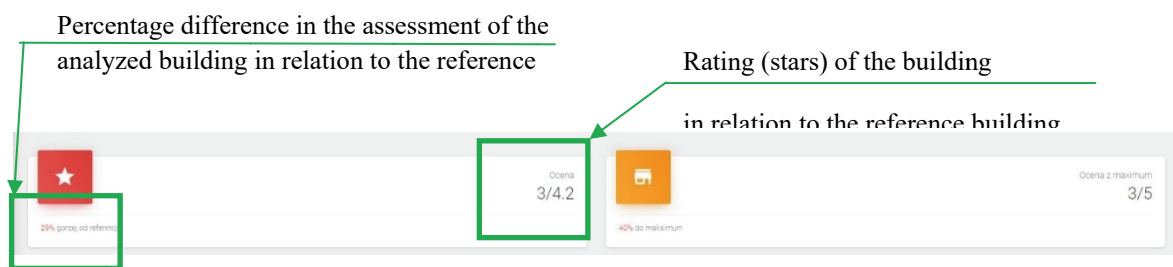 Percentage difference in the assessment of the
analyzed building in relation to the reference
Rating (stars) of the building
in relation to the reference building
Ocena
3/4.2
29% gorzej od referencji
Ocena z maximum
3/5
40% do maksimum